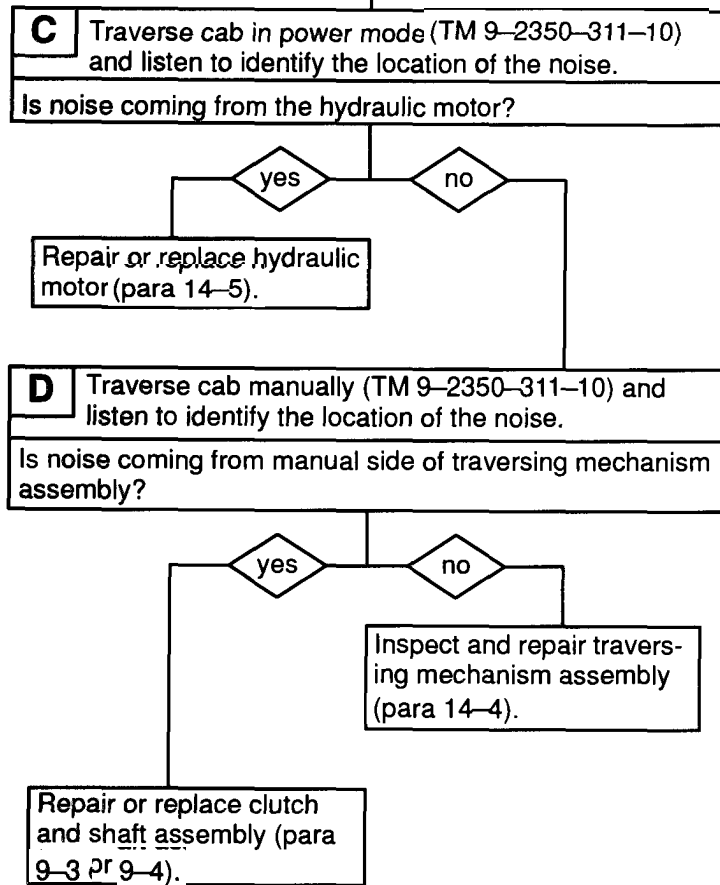 C Traverse cab in power mode (TM 9–2350–311–10)
and listen to identify the location of the noise.
Is noise coming from the hydraulic motor?
yes
no
Repair or replace hydraulic
motor (para 14–5).
D Traverse cab manually (TM 9–2350–311–10) and
listen to identify the location of the noise.
Is noise coming from manual side of traversing mechanism
assembly?
yes
no
Inspect and repair travers-
ing mechanism assembly
(para 14–4).
Repair or replace clutch
and shaft assembly (para
9–3 or 9–4).